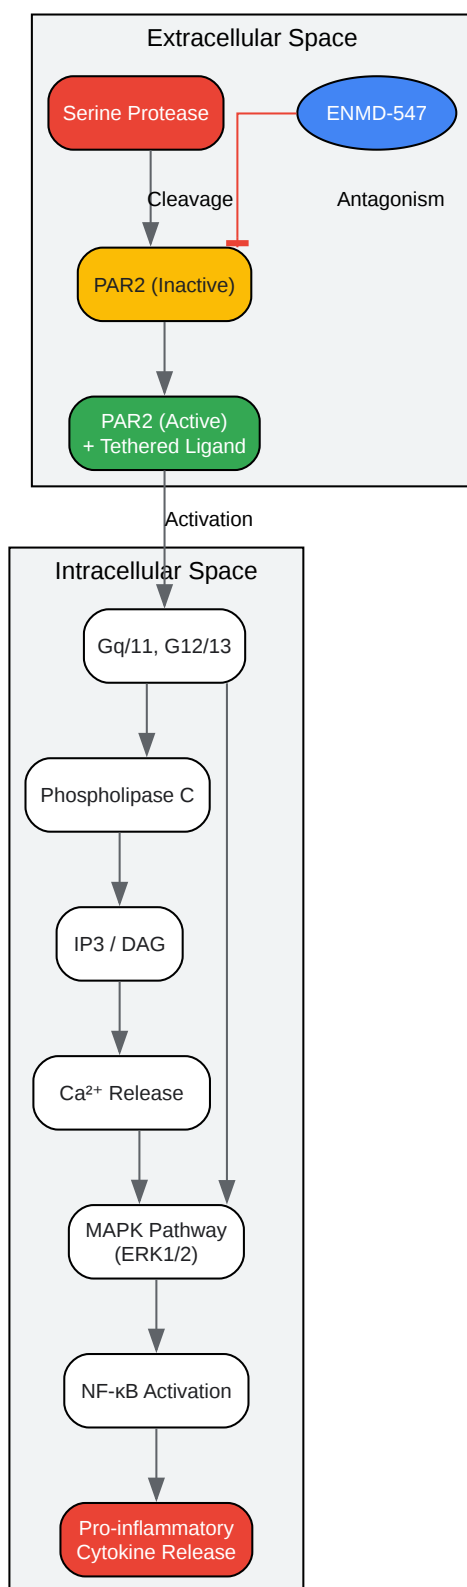 Extracellular Space
Serine Protease
ENMD-547
Cleavage
Antagonism
PAR2 (Inactive)
PAR2 (Active)
+ Tethered Ligand
Activation
Intracellular Space
Gq/11, G12/13
Phospholipase C
IP3 / DAG
Ca²⁺ Release
MAPK Pathway
(ERK1/2)
NF-κB Activation
Pro-inflammatory
Cytokine Release